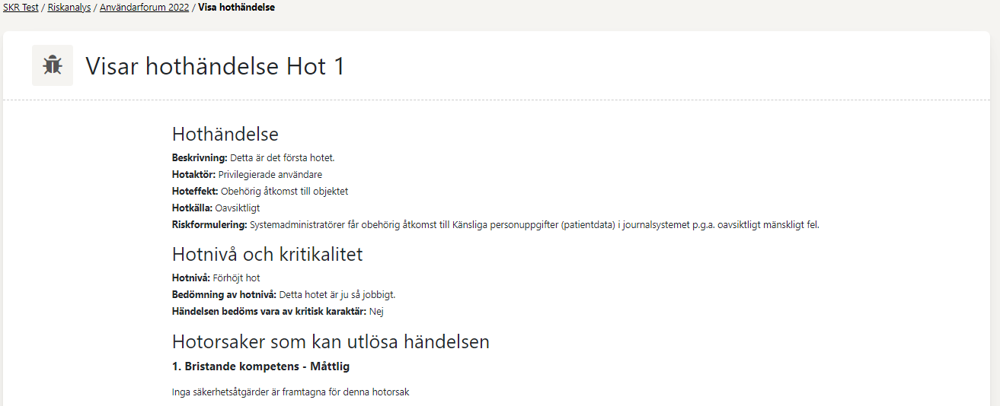 SKR Test / Riskanalys / Användarforum 2022 / Visa hothändelse
Visar hothändelse Hot 1
Hothändelse
Beskrivning: Detta är det första hotet.
Hotaktör: Privilegierade användare
Hoteffekt: Obehörig åtkomst till objektet
Hotkälla: Oavsiktligt
Riskformulering: Systemadministratörer får obehörig åtkomst till Känsliga personuppgifter (patientdata) i journalsystemet p.g.a. oavsiktligt mänskligt fel.
Hotnivå och kritikalitet
Hotnivå: Förhöjt hot
Bedömning av hotnivå: Detta hotet är ju så jobbigt.
Händelsen bedöms vara av kritisk karaktär: Nej
Hotorsaker som kan utlösa händelsen
1. Bristande kompetens - Måttlig
Inga säkerhetsåtgärder är framtagna för denna hotorsak